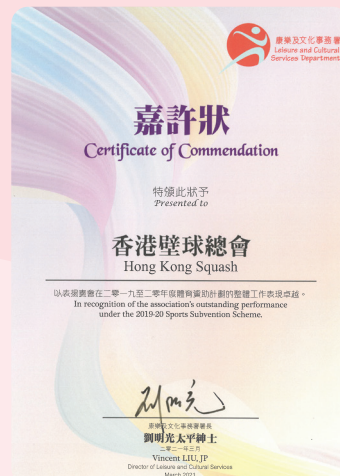 康樂及文化事務署
Leisure and Cultural
Services Department
嘉許狀
Certificate of Commendation
特頒此狀予
Presented to
香港壁球總會
Hong Kong Squash
以表揚貴會在二零一九至二零年度體育資助計劃的整體工作表現卓越。
In recognition of the association's outstanding performance
under the 2019-20 Sports Subvention Scheme.
康樂及文化事務署署長
劉明光太平紳士
二零二一年三月
Vincent LIU, JP
Director of Leisure and Cultural Services
March 2021